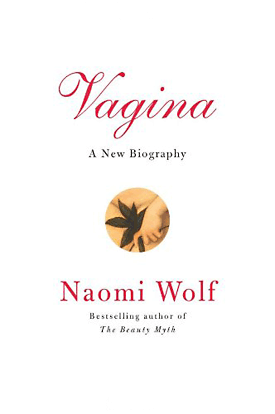 Vagina
A New Biography
Naomi Wolf
Bestselling author of
The Beauty Myth